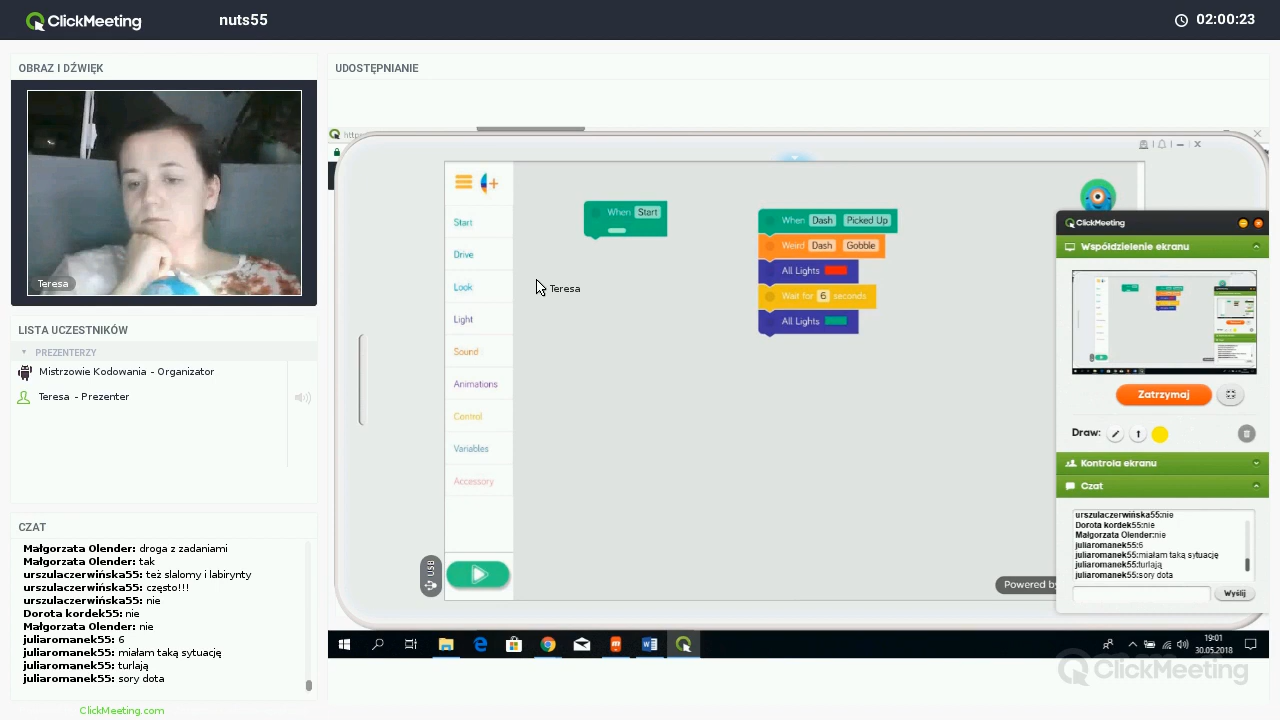 ClickMeeting
nuts55
02:00:23
OBRAZ I DŹWIĘK
Teresa
LISTA UCZESTNIKÓW
PREZENTERZY
Mistrzowie Kodowania - Organizator
Teresa - Prezenter
CZAT
Małgorzata Olender: droga z zadaniami
Małgorzata Olender: tak
urszulaczerwińska55: też slalomy i labirynty
urszulaczerwińska55: często!!!
urszulaczerwińska55: nie
Dorota kordek55: nie
Małgorzata Olender: nie
juliaromanek55: 6
juliaromanek55: miałam taką sytuację
juliaromanek55: turlają
juliaromanek55: sory dota
ClickMeeting.com
UDOSTĘPNIANIE
Start
Drive
Look
Light
Sound
Animations
Control
Variables
Accessory
USB
When Start
Teresa
When Dash Picked Up
Weird Dash Gobble
All Lights
Wait for 6 seconds
All Lights
Powered by
ClickMeeting
Współdzielenie ekranu
Zatrzymaj
Draw:
Kontrola ekranu
Czat
urszulaczerwińska55:nie
Dorota kordek55:nie
Małgorzata Olender:nie
juliaromanek55:6
juliaromanek55:miałam taką sytuację
juliaromanek55:turlają
juliaromanek55:sory dota
Wyślij
19:01
30.05.2018
ClickMeeting